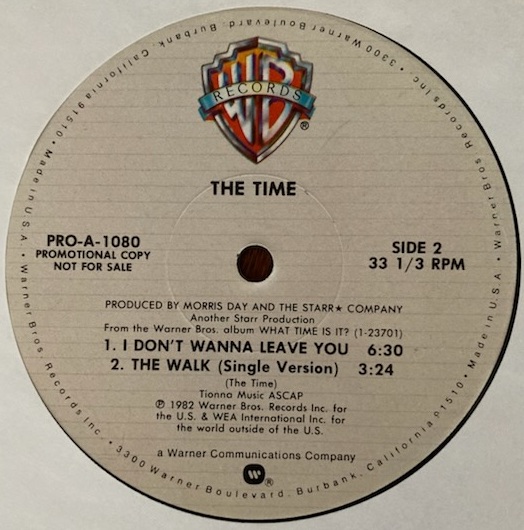 WB
RECORDS
®
THE TIME
PRO-A-1080
PROMOTIONAL COPY
NOT FOR SALE
SIDE 2
33 1/3 RPM
PRODUCED BY MORRIS DAY AND THE STARR★ COMPANY
Another Starr Production
From the Warner Bros. album WHAT TIME IS IT? (1-23701)
1. I DON'T WANNA LEAVE YOU 6:30
2. THE WALK (Single Version) 3:24
(The Time)
Tionna Music ASCAP
℗ 1982 Warner Bros. Records Inc. for
the U.S. & WEA International Inc. for
the world outside of the U.S.
a Warner Communications Company
®
Warner Bros. Records Inc. • 3300 Warner Boulevard, Burbank, California 91510 • Made in U.S.A. • Warner Bros. Records Inc. • 3300 Warner Boulevard, Burbank, California 91510 • Made in U.S.A. •